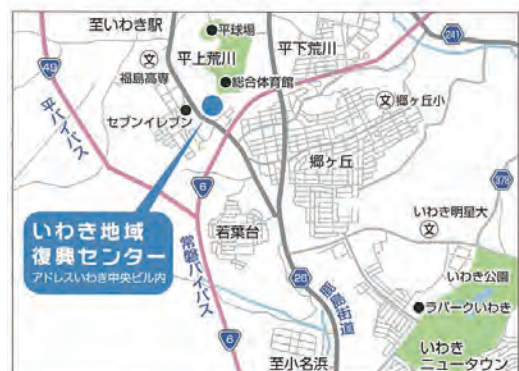 至いわき駅
平球場
平上荒川
平下荒川
241
49
文
福島高専
総合体育館
文 郷ヶ丘小
平バイパス
セブンイレブン
郷ヶ丘
6
378
いわき地域
復興センター
アドレスいわき中央ビル内
若葉台
いわき明星大
文
常磐バイパス
26
鹿島街道
いわき公園
ラパークいわき
6
いわき
ニュータウン
至小名浜